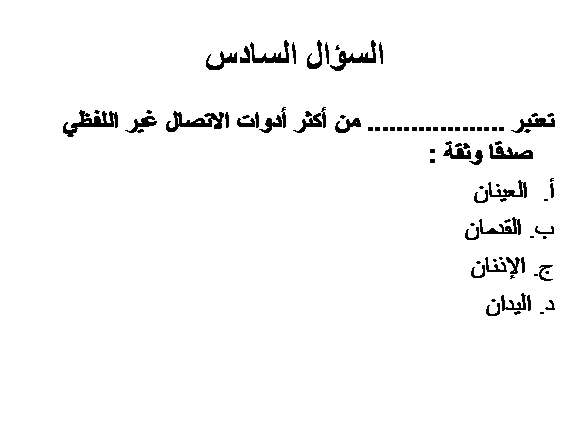 السؤال السادس
تعتبر ................... من أكثر أدوات الاتصال غير اللفظي
صدقا وثقة :
أ. العينان
ب. القدمان
ج. الإذنان
د. اليدان